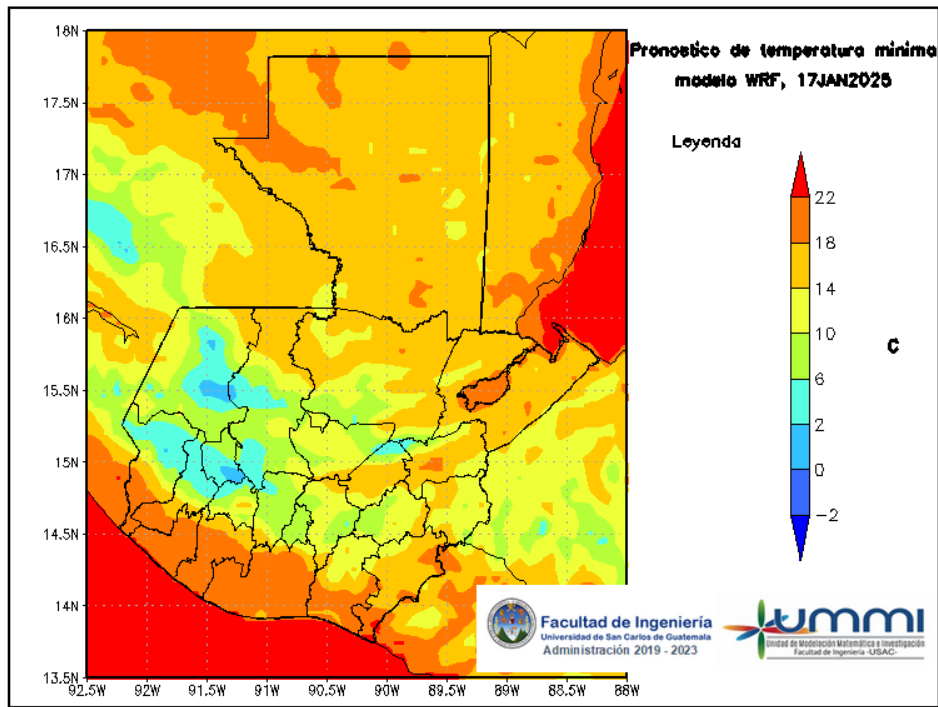 Pronostico de temperatura minima
modelo WRF, 17JAN2025
Leyenda
22
18
14
10
6
2
0
−2
C
18N
17.5N
17N
16.5N
16N
15.5N
15N
14.5N
14N
13.5N
92.5W 92W 91.5W 91W 90.5W 90W 89.5W 89W 88.5W 88W
Facultad de Ingeniería
Universidad de San Carlos de Guatemala
Administración 2019 - 2023
ummi
Unidad de Modelación Matemática e Investigación
Facultad de Ingeniería -USAC-